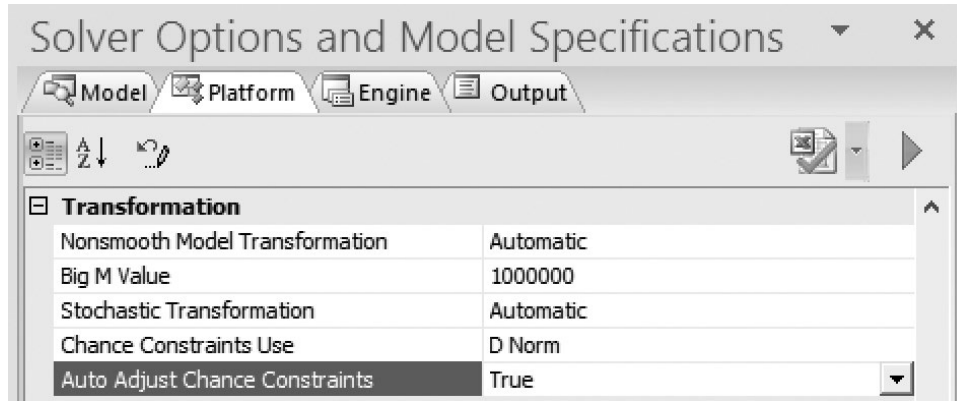 Solver Options and Model Specifications
Model Platform Engine Output
A
Z
Transformation
Nonsmooth Model Transformation Automatic
Big M Value 1000000
Stochastic Transformation Automatic
Chance Constraints Use D Norm
Auto Adjust Chance Constraints True